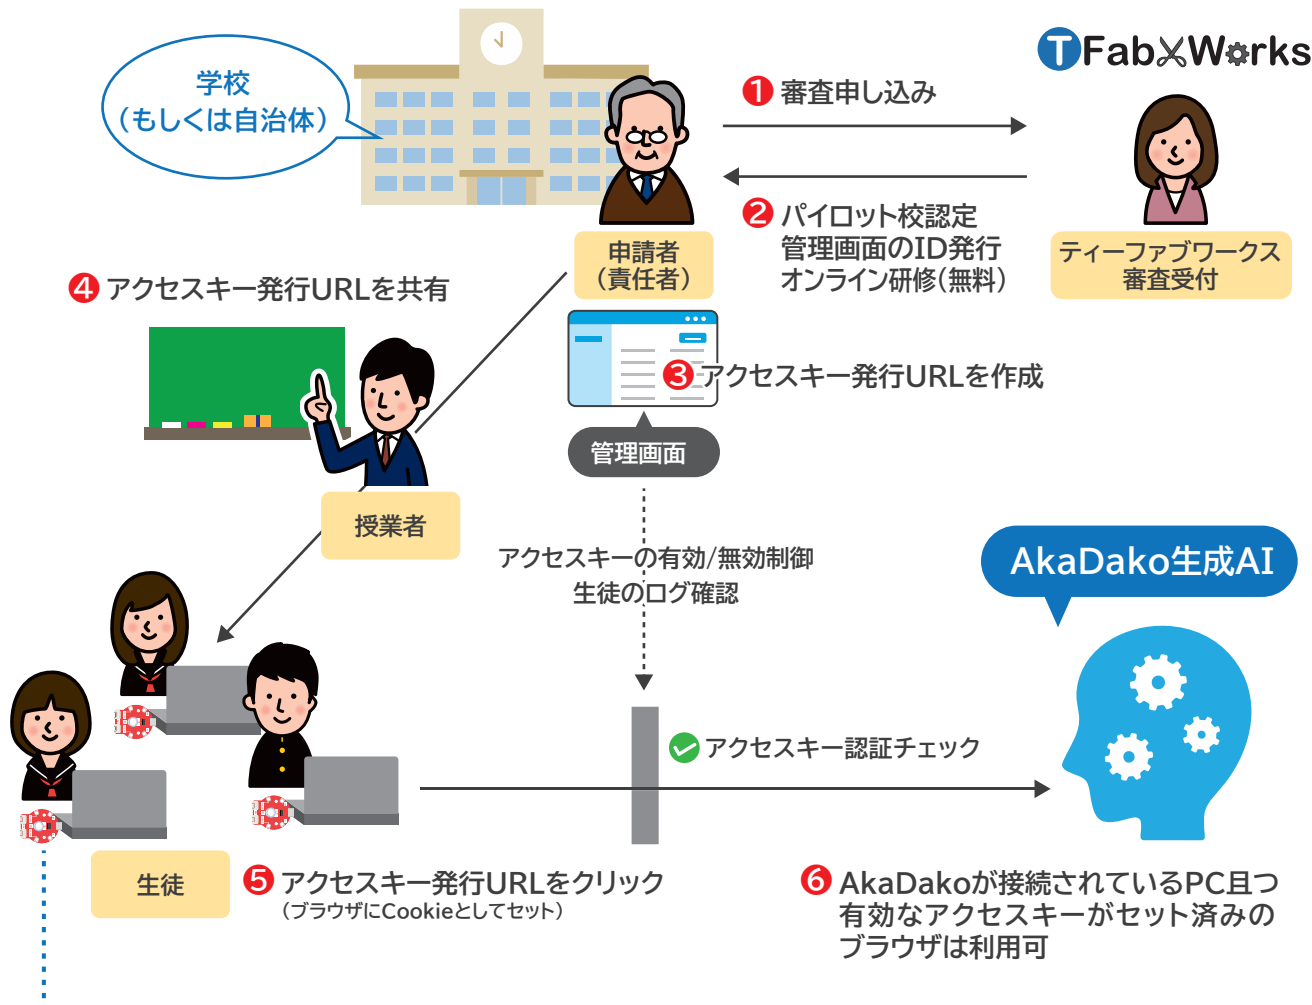 学校
（もしくは自治体）
TFabWorks
❶ 審査申し込み
❷ パイロット校認定
管理画面のID発行
オンライン研修（無料）
申請者
（責任者）
ティーファブワークス
審査受付
❹ アクセスキー発行URLを共有
❸ アクセスキー発行URLを作成
管理画面
授業者
アクセスキーの有効/無効制御
生徒のログ確認
AkaDako生成AI
アクセスキー認証チェック
生徒
❺ アクセスキー発行URLをクリック
（ブラウザにCookieとしてセット）
❻ AkaDakoが接続されているPC且つ
有効なアクセスキーがセット済みの
ブラウザは利用可